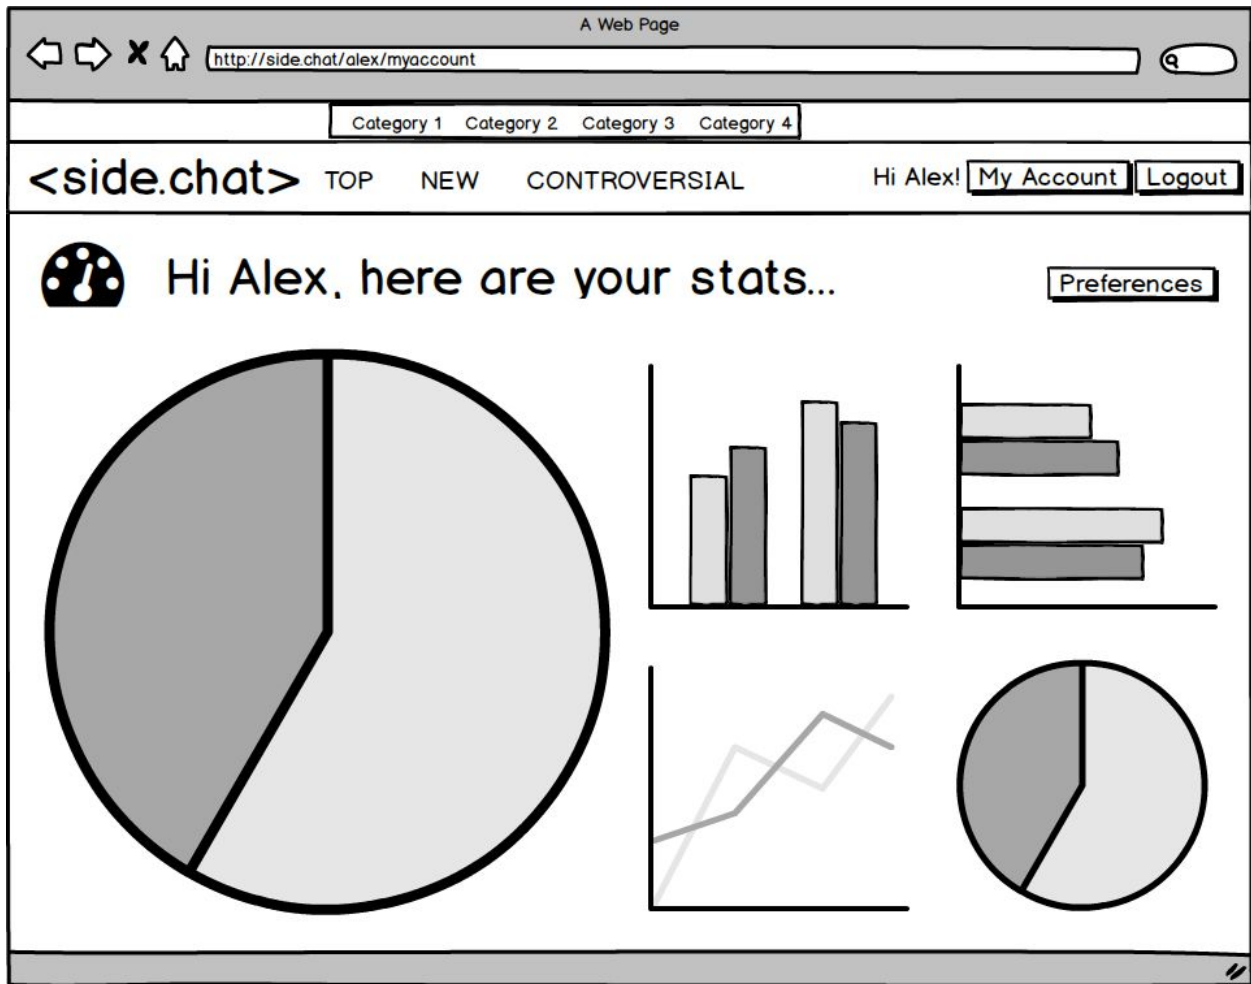 A Web Page
http://side.chat/alex/myaccount
Category 1 Category 2 Category 3 Category 4
<side.chat> TOP NEW CONTROVERSIAL Hi Alex! My Account Logout
Hi Alex, here are your stats... Preferences